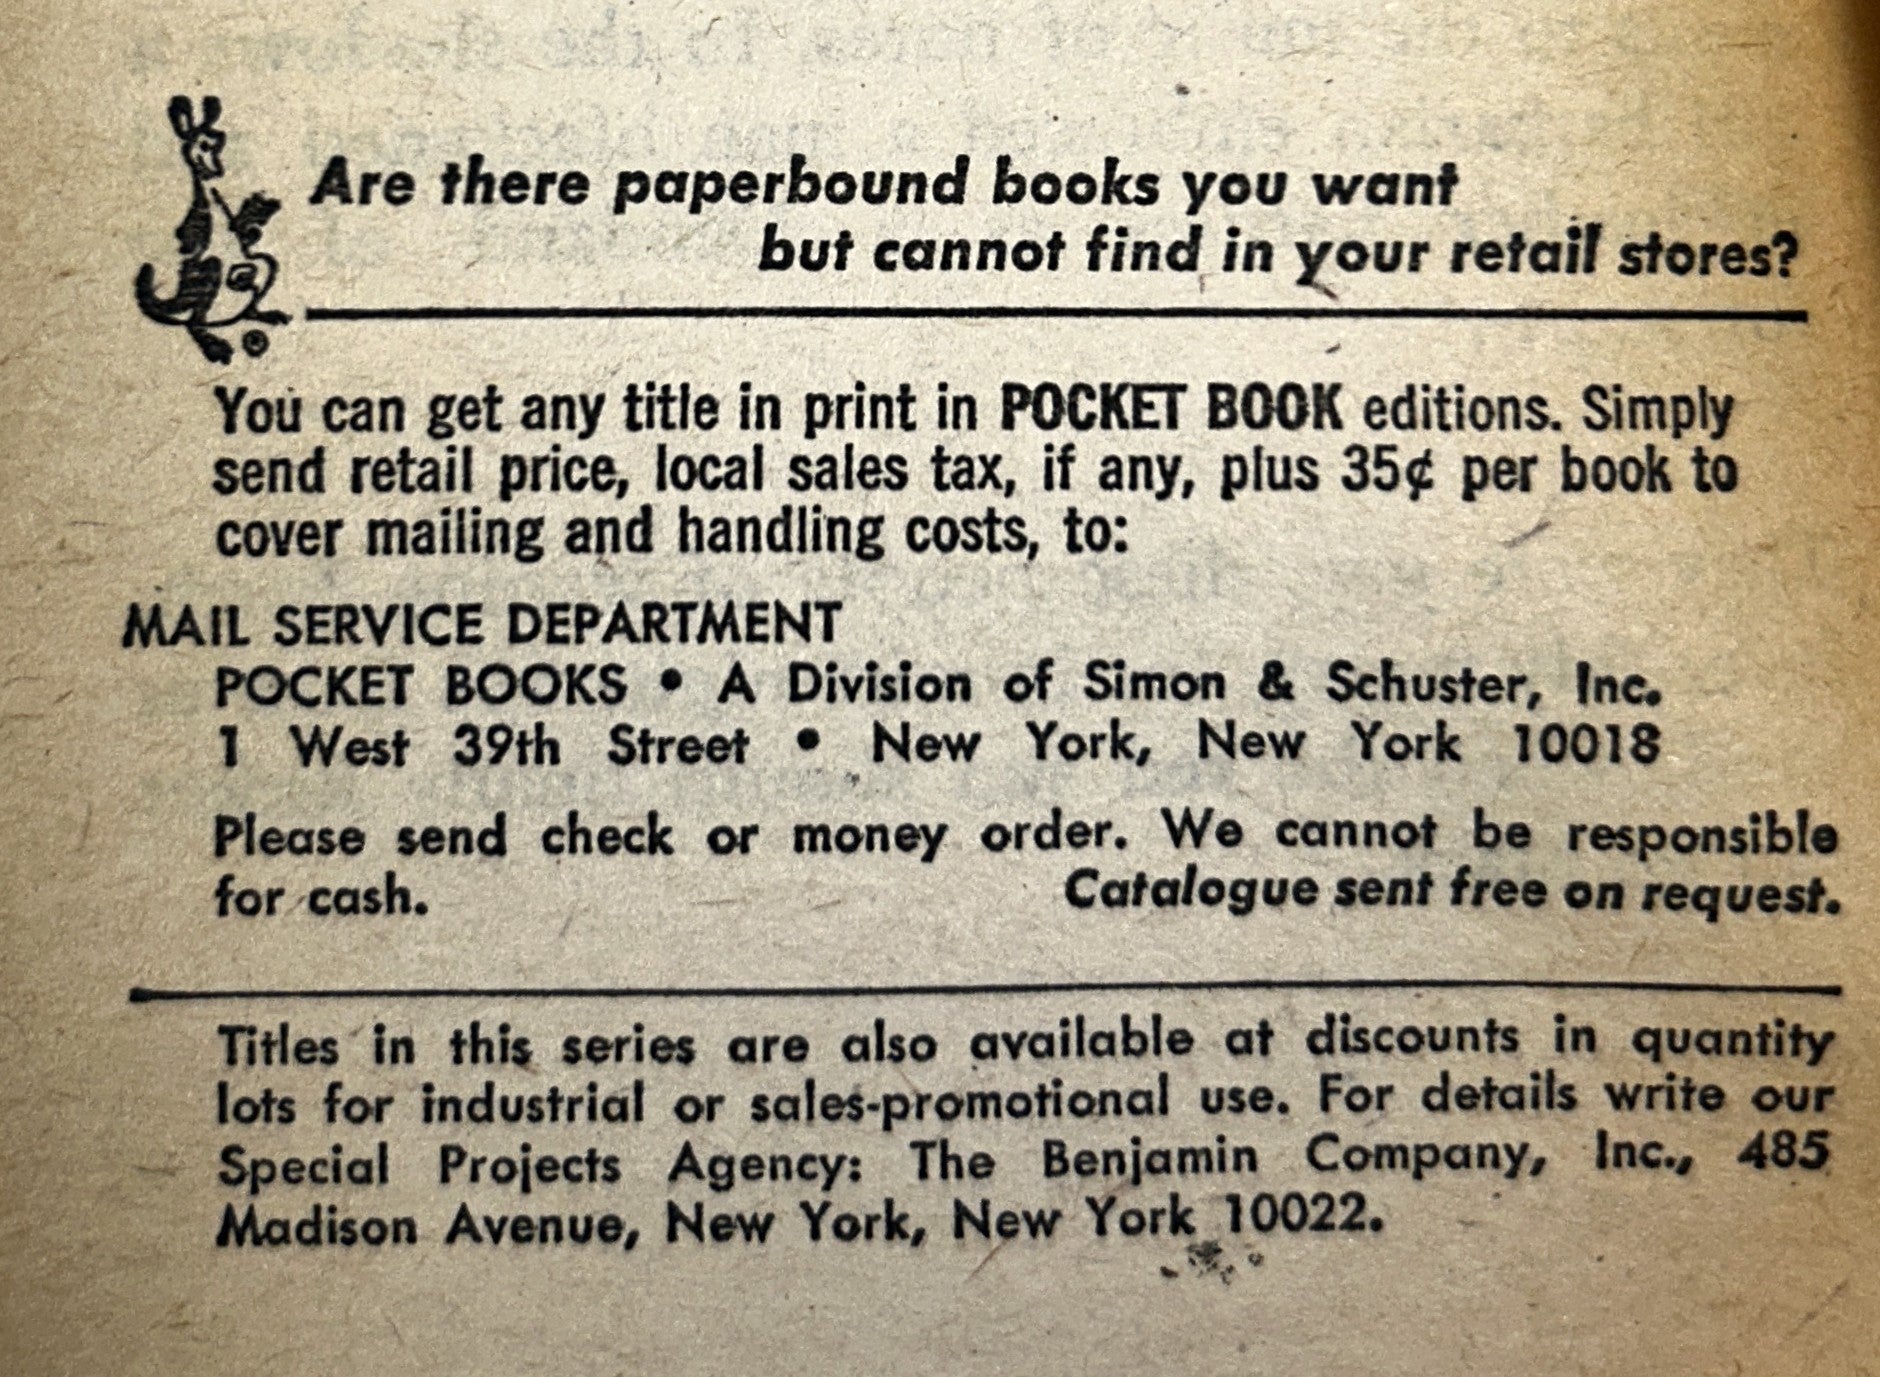 Are there paperbound books you want
but cannot find in your retail stores?
You can get any title in print in POCKET BOOK editions. Simply
send retail price, local sales tax, if any, plus 35¢ per book to
cover mailing and handling costs, to:
MAIL SERVICE DEPARTMENT
POCKET BOOKS • A Division of Simon & Schuster, Inc.
1 West 39th Street • New York, New York 10018
Please send check or money order. We cannot be responsible
for cash. Catalogue sent free on request.
Titles in this series are also available at discounts in quantity
lots for industrial or sales-promotional use. For details write our
Special Projects Agency: The Benjamin Company, Inc., 485
Madison Avenue, New York, New York 10022.